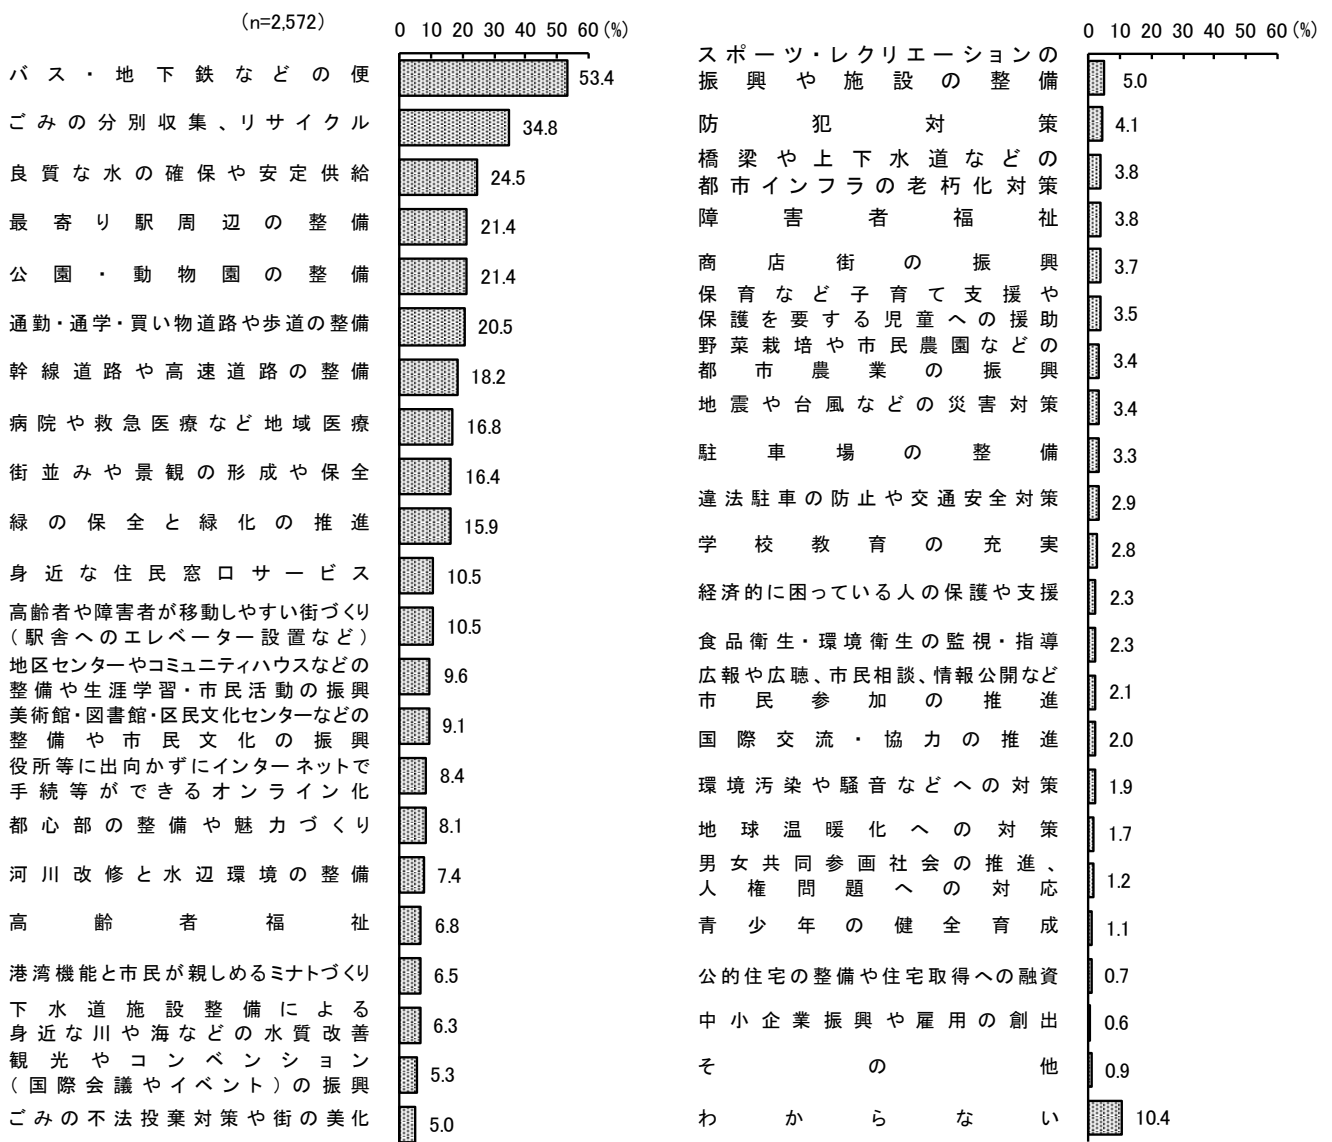 (n=2,572)
0 10 20 30 40 50 60 (%)
バス・地下鉄などの便 53.4
ごみの分別収集、リサイクル 34.8
良質な水の確保や安定供給 24.5
最寄り駅周辺の整備 21.4
公園・動物園の整備 21.4
通勤・通学・買い物道路や歩道の整備 20.5
幹線道路や高速道路の整備 18.2
病院や救急医療など地域医療 16.8
街並みや景観の形成や保全 16.4
緑の保全と緑化の推進 15.9
身近な住民窓口サービス 10.5
高齢者や障害者が移動しやすい街づくり
(駅舎へのエレベーター設置など) 10.5
地区センターやコミュニティハウスなどの
整備や生涯学習・市民活動の振興 9.6
美術館・図書館・区民文化センターなどの
整備や市民文化の振興 9.1
役所等に出向かずにインターネットで
手続等ができるオンライン化 8.4
都心部の整備や魅力づくり 8.1
河川改修と水辺環境の整備 7.4
高齢者福祉 6.8
港湾機能と市民が親しめるミナトづくり 6.5
下水道施設整備による
身近な川や海などの水質改善 6.3
観光やコンベンション
(国際会議やイベント)の振興 5.3
ごみの不法投棄対策や街の美化 5.0
0 10 20 30 40 50 60 (%)
スポーツ・レクリエーションの
振興や施設の整備 5.0
防犯対策 4.1
橋梁や上下水道などの
都市インフラの老朽化対策 3.8
障害者福祉 3.8
商店街の振興 3.7
保育など子育て支援や
保護を要する児童への援助 3.5
野菜栽培や市民農園などの
都市農業の振興 3.4
地震や台風などの災害対策 3.4
駐車場の整備 3.3
違法駐車の防止や交通安全対策 2.9
学校教育の充実 2.8
経済的に困っている人の保護や支援 2.3
食品衛生・環境衛生の監視・指導 2.3
広報や広聴、市民相談、情報公開など
市民参加の推進 2.1
国際交流・協力の推進 2.0
環境汚染や騒音などへの対策 1.9
地球温暖化への対策 1.7
男女共同参画社会の推進、
人権問題への対応 1.2
青少年の健全育成 1.1
公的住宅の整備や住宅取得への融資 0.7
中小企業振興や雇用の創出 0.6
その他 0.9
わからない 10.4